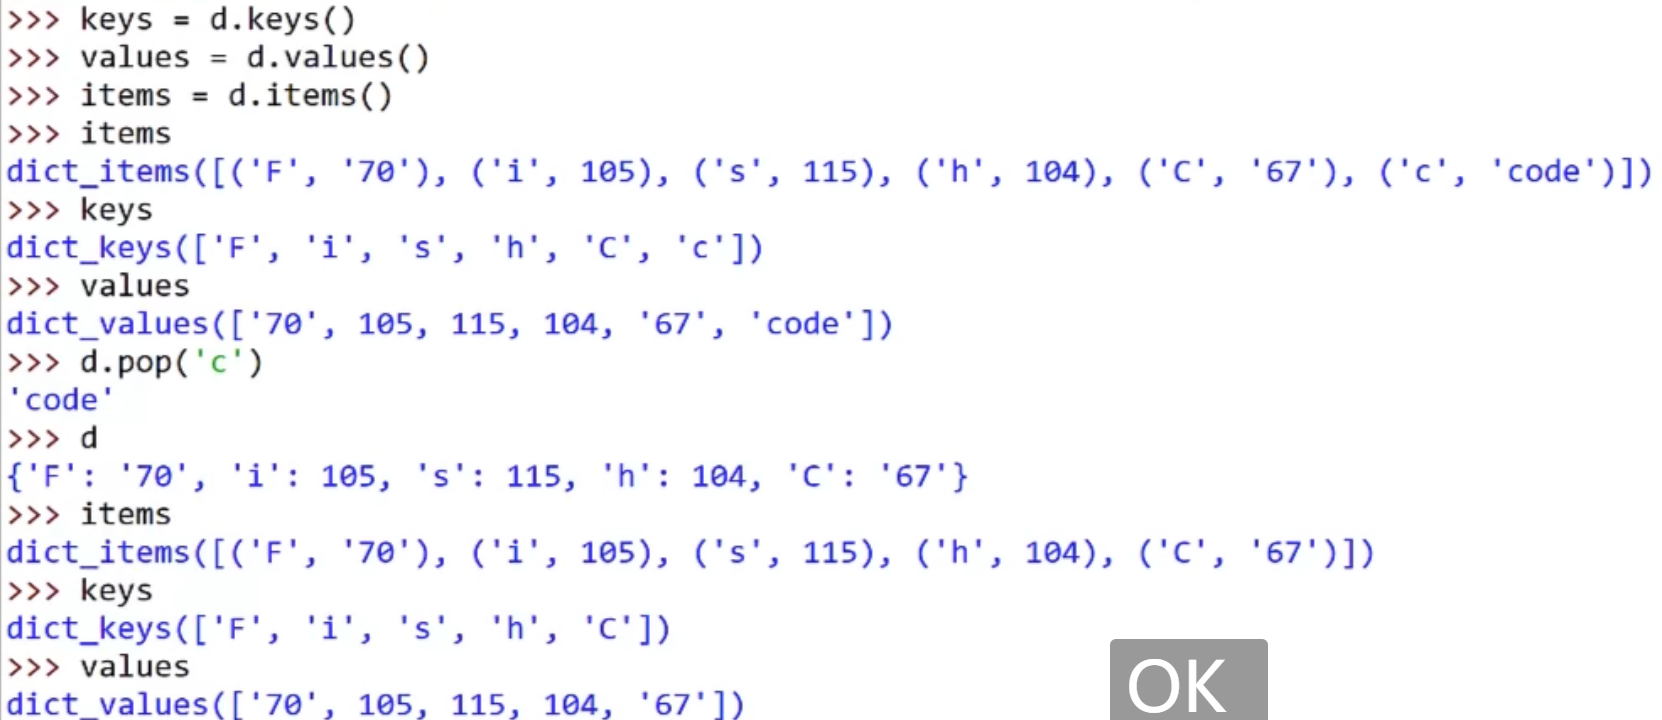 >>> keys = d.keys()
>>> values = d.values()
>>> items = d.items()
>>> items
dict_items([('F', '70'), ('i', 105), ('s', 115), ('h', 104), ('C', '67'), ('c', 'code')])
>>> keys
dict_keys(['F', 'i', 's', 'h', 'C', 'c'])
>>> values
dict_values(['70', 105, 115, 104, '67', 'code'])
>>> d.pop('c')
'code'
>>> d
{'F': '70', 'i': 105, 's': 115, 'h': 104, 'C': '67'}
>>> items
dict_items([('F', '70'), ('i', 105), ('s', 115), ('h', 104), ('C', '67')])
>>> keys
dict_keys(['F', 'i', 's', 'h', 'C'])
>>> values
dict_values(['70', 105, 115, 104, '67'])
OK